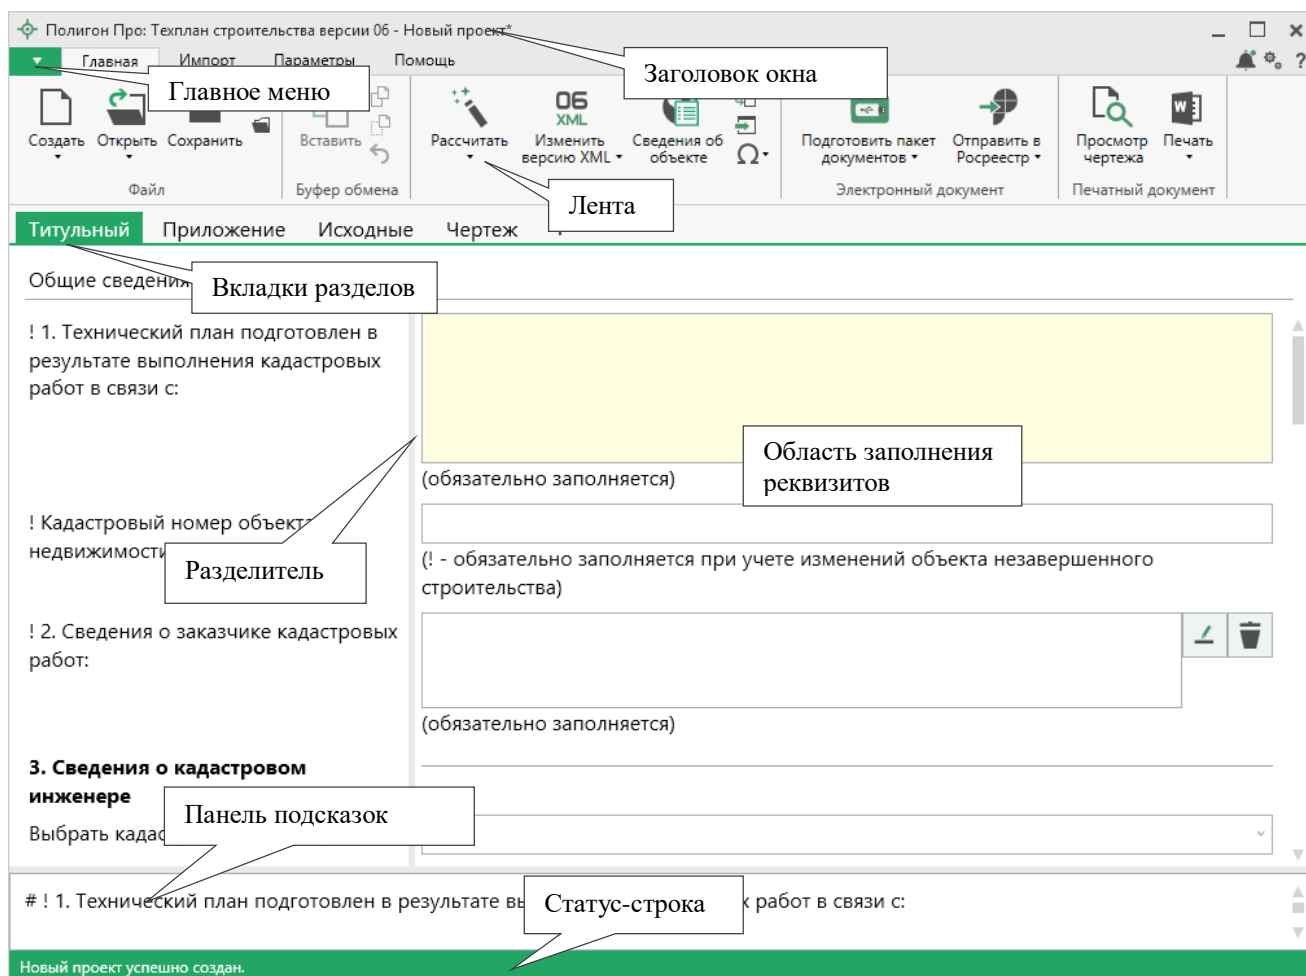 Полигон Про: Техплан строительства версии 06 - Новый проект*
Заголовок окна
Главная Импорт Параметры Помощь
Главное меню
Создать Открыть Сохранить
Вставить
Рассчитать
06
XML
Изменить
версию XML
Сведения об
объекте
Ω
Подготовить пакет
документов
Отправить в
Росреестр
Просмотр
чертежа
W
Печать
Файл Буфер обмена Электронный документ Печатный документ
Лента
Титульный Приложение Исходные Чертеж
Общие сведения
Вкладки разделов
! 1. Технический план подготовлен в
результате выполнения кадастровых
работ в связи с:
Область заполнения
реквизитов
(обязательно заполняется)
! Кадастровый номер объекта
недвижимости
Разделитель
(! - обязательно заполняется при учете изменений объекта незавершенного
строительства)
! 2. Сведения о заказчике кадастровых
работ:
(обязательно заполняется)
3. Сведения о кадастровом
инженере
Панель подсказок
Выбрать
# ! 1. Технический план подготовлен в результате работ в связи с:
Статус-строка
Новый проект успешно создан.